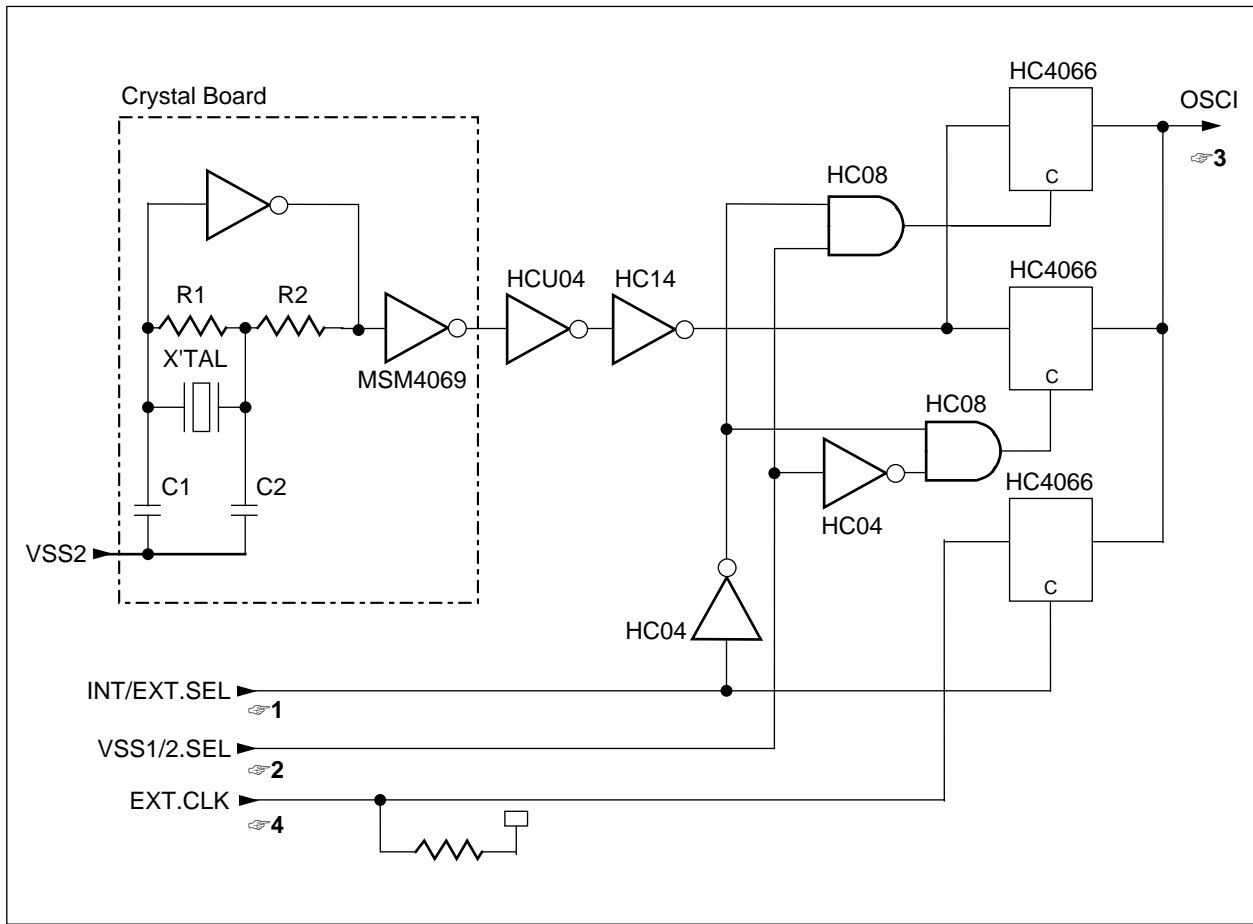 HC4066
Crystal Board
OSCI
☞3
HC08
C
HC4066
HCU04
HC14
R1
R2
X'TAL
MSM4069
C
HC08
HC4066
C1
C2
HC04
VSS2
C
HC04
INT/EXT.SEL
☞1
VSS1/2.SEL
☞2
EXT.CLK
☞4